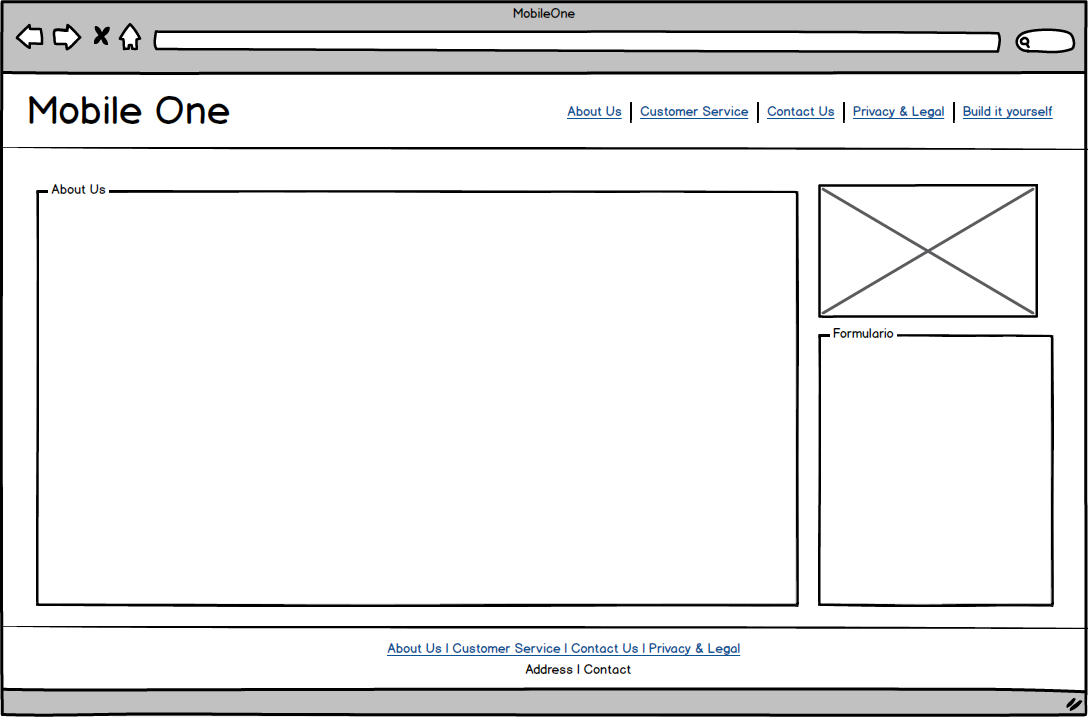 MobileOne
Mobile One
About Us | Customer Service | Contact Us | Privacy & Legal | Build it yourself
About Us
Formulario
About Us | Customer Service | Contact Us | Privacy & Legal
Address | Contact